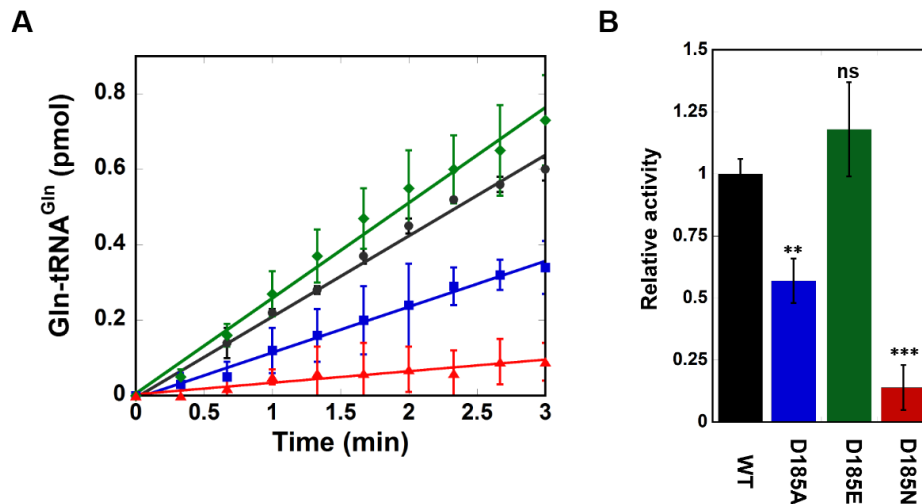 A
Gln-tRNA^Gln (pmol)
0.8
0.6
0.4
0.2
0
0 0.5 1 1.5 2 2.5 3
Time (min)
B
Relative activity
1.5
1.25
1
0.75
0.5
0.25
0
ns
**
***
WT D185A D185E D185N